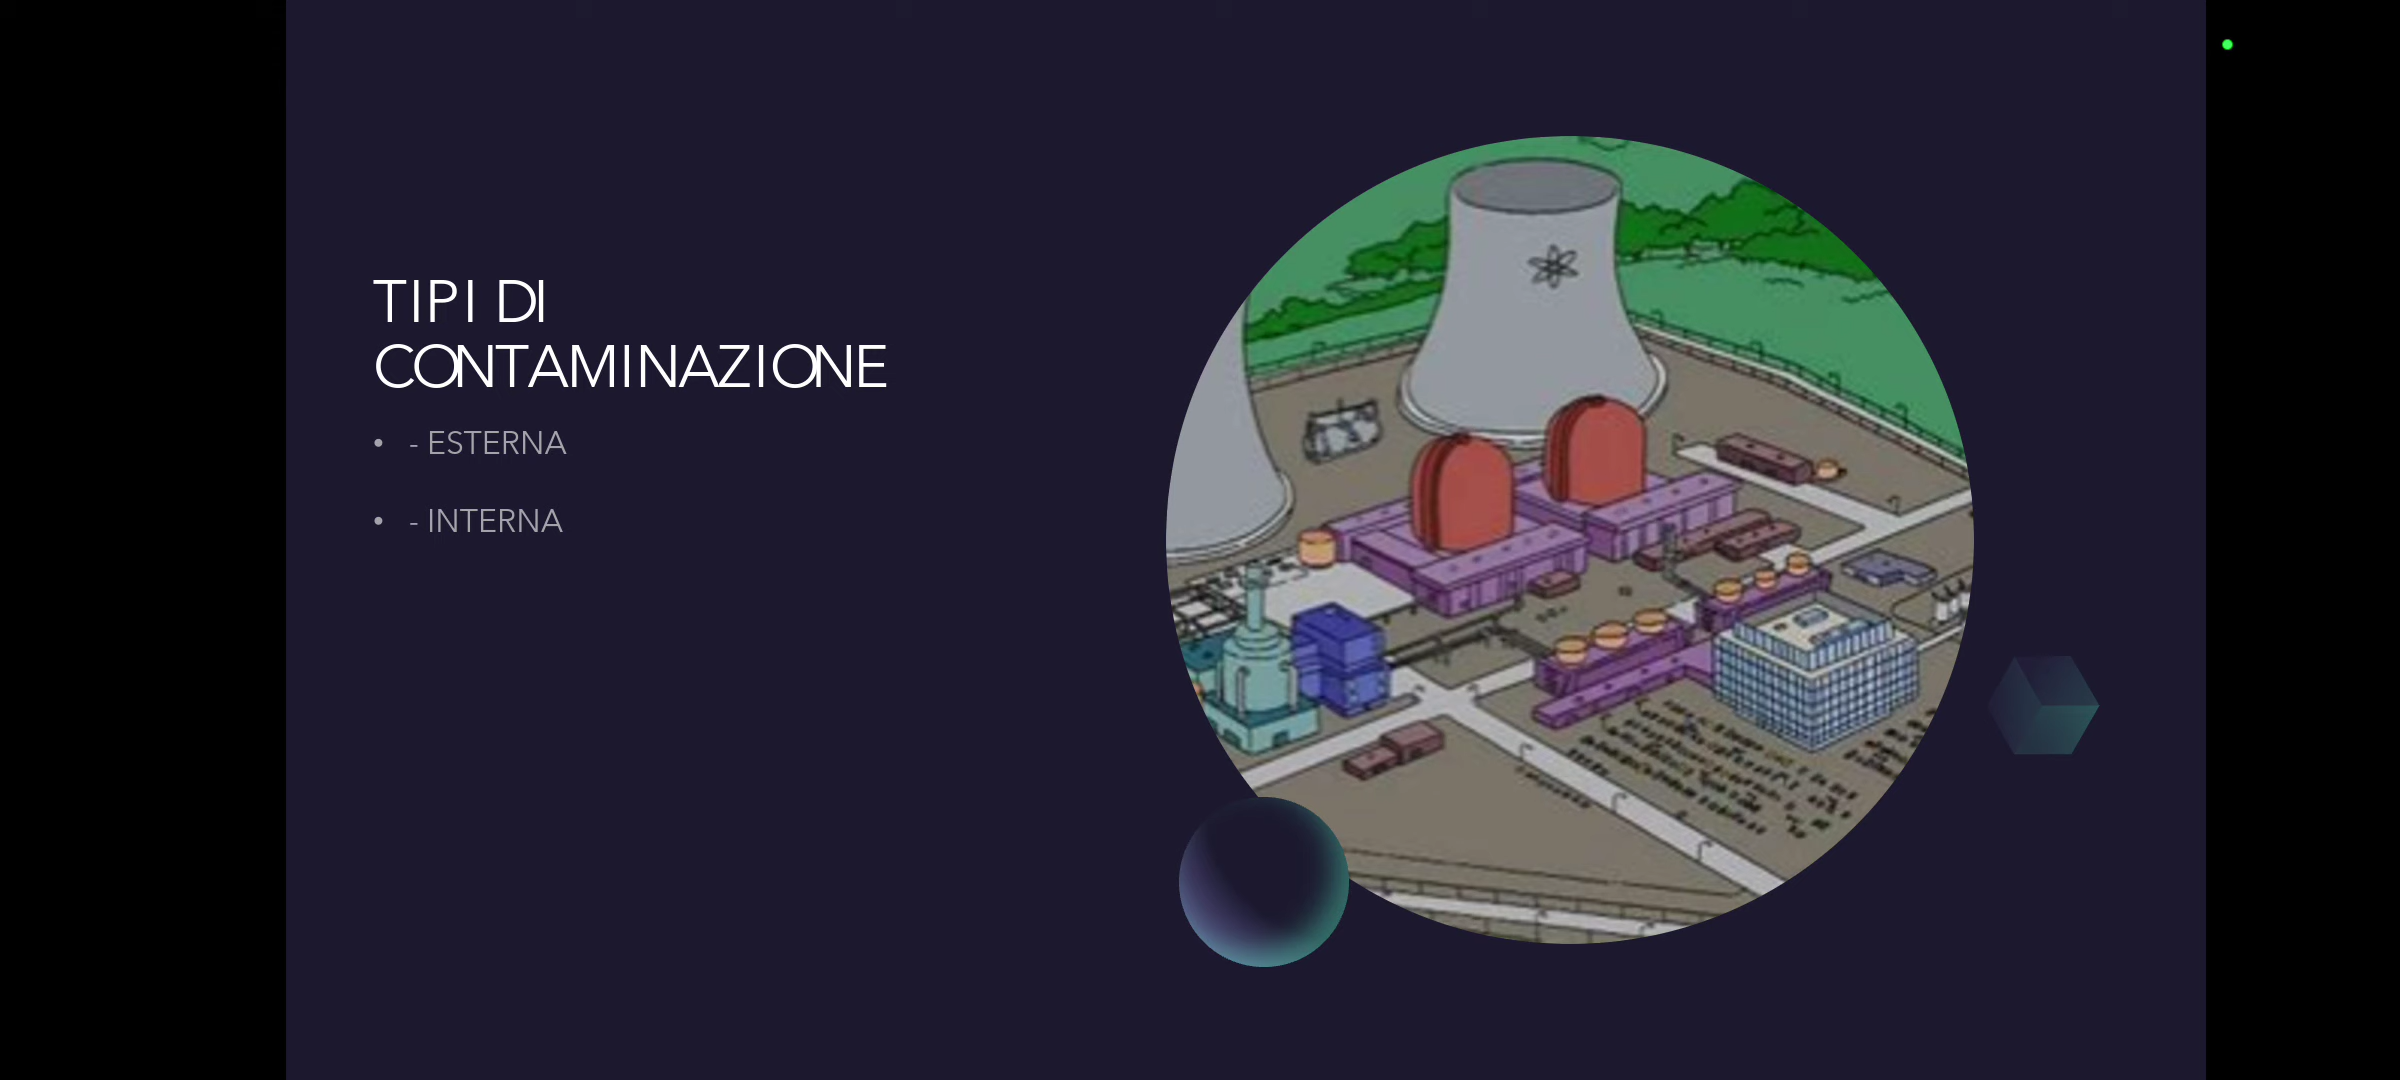 TIPI DI
CONTAMINAZIONE
• - ESTERNA
• - INTERNA